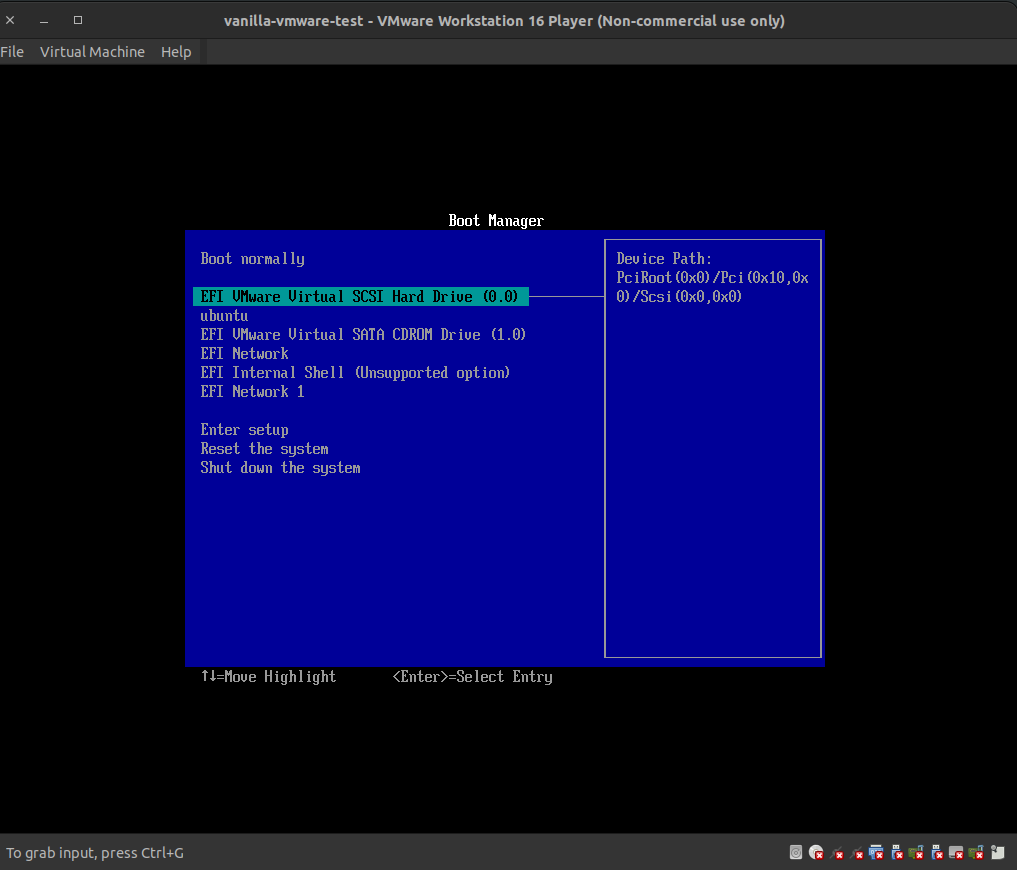 vanilla-vmware-test - VMware Workstation 16 Player (Non-commercial use only)
File Virtual Machine Help
Boot Manager
Boot normally
EFI VMware Virtual SCSI Hard Drive (0.0)
ubuntu
EFI VMware Virtual SATA CDROM Drive (1.0)
EFI Network
EFI Internal Shell (Unsupported option)
EFI Network 1
Enter setup
Reset the system
Shut down the system
Device Path:
PciRoot(0x0)/Pci(0x10,0x
0)/Scsi(0x0,0x0)
↑↓=Move Highlight <Enter>=Select Entry
To grab input, press Ctrl+G